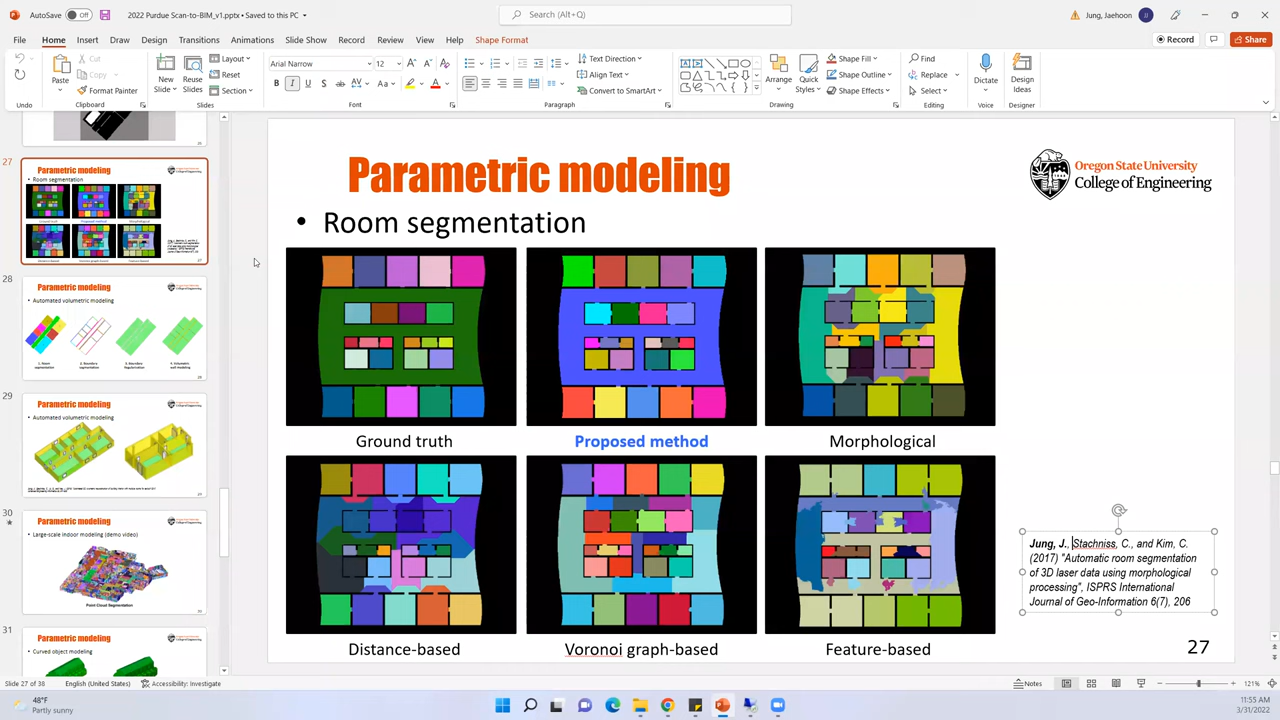 AutoSave Off 2022 Purdue Scan-to-BIM_v1.pptx • Saved to this PC
Search (Alt+Q)
Jung, Jaehoon JJ
File Home Insert Draw Design Transitions Animations Slide Show Record Review View Help Shape Format
Record Share
Undo
Paste
Cut
Copy
Format Painter
Clipboard
New Slide
Reuse Slides
Layout
Reset
Section
Slides
Arial Narrow 12
Font
Text Direction
Align Text
Convert to SmartArt
Paragraph
Arrange
Quick Styles
Shape Fill
Shape Outline
Shape Effects
Drawing
Find
Replace
Select
Editing
Dictate
Voice
Design Ideas
Designer
26
27
Parametric modeling
• Room segmentation
28
Parametric modeling
• Automated volumetric modeling
29
Parametric modeling
• Automated volumetric modeling
30
Parametric modeling
• Large-scale indoor modeling (demo video)
Point Cloud Segmentation
31
Parametric modeling
• Curved object modeling
Parametric modeling
Oregon State University
College of Engineering
• Room segmentation
Ground truth
Proposed method
Morphological
Distance-based
Voronoi graph-based
Feature-based
Jung, J., Stachniss, C., and Kim, C.
(2017) "Automatic room segmentation
of 3D laser data using morphological
processing", ISPRS International
Journal of Geo-Information 6(7), 206
27
Slide 27 of 38 English (United States) Accessibility: Investigate
Notes 121%
48°F
Partly sunny
11:55 AM
3/31/2022